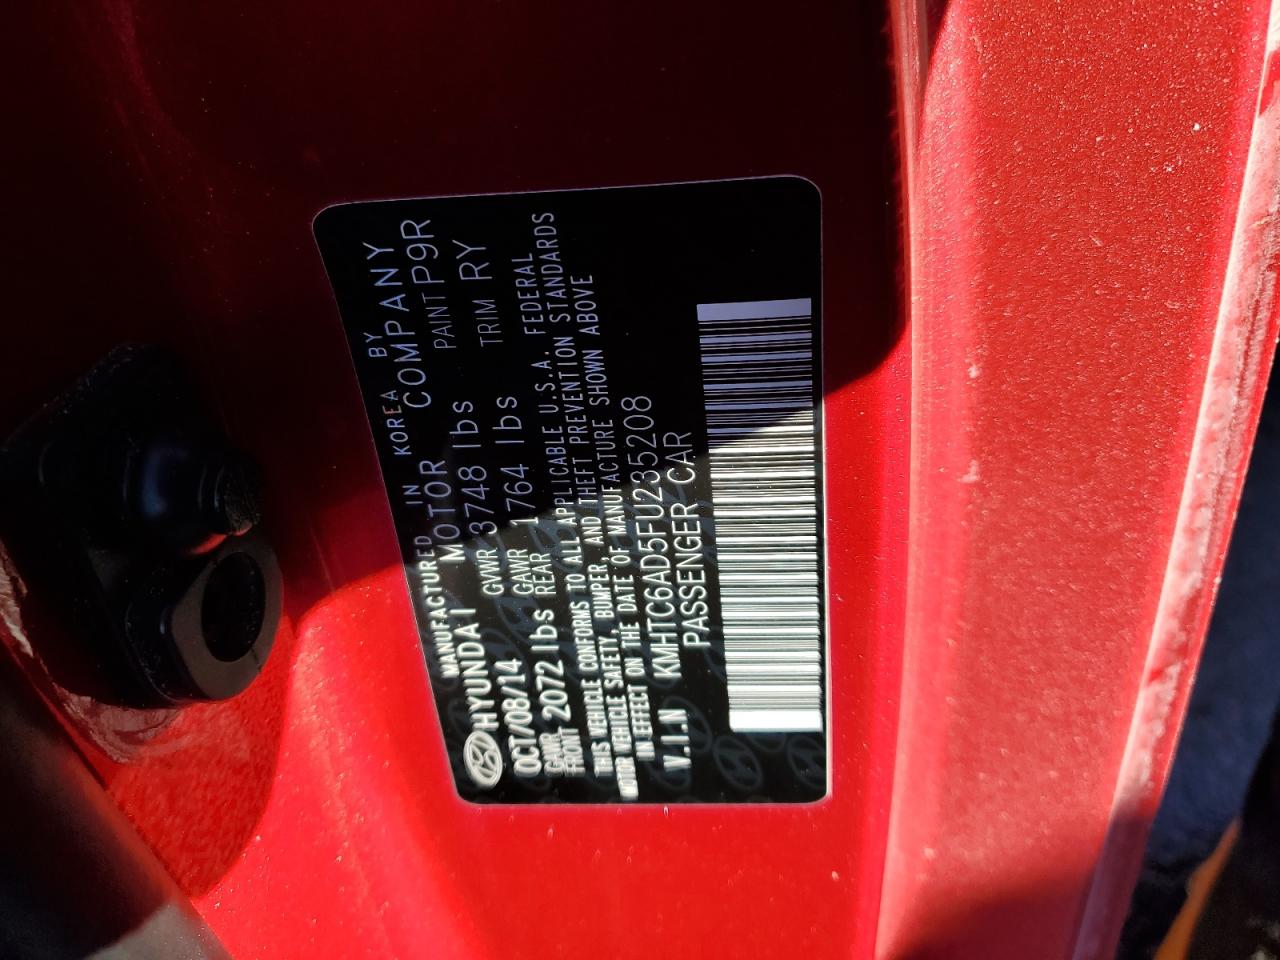 MANUFACTURED IN KOREA BY
HYUNDAI MOTOR COMPANY
OCT/08/14 GVWR 3748 lbs PAINT P9R
GAWR FRONT 2072 lbs GAWR REAR 1764 lbs TRIM RY
THIS VEHICLE CONFORMS TO ALL APPLICABLE U.S.A. FEDERAL
MOTOR VEHICLE SAFETY, BUMPER, AND THEFT PREVENTION STANDARDS
IN EFFECT ON THE DATE OF MANUFACTURE SHOWN ABOVE
V.I.N KMHTC6AD5FU235208
PASSENGER CAR